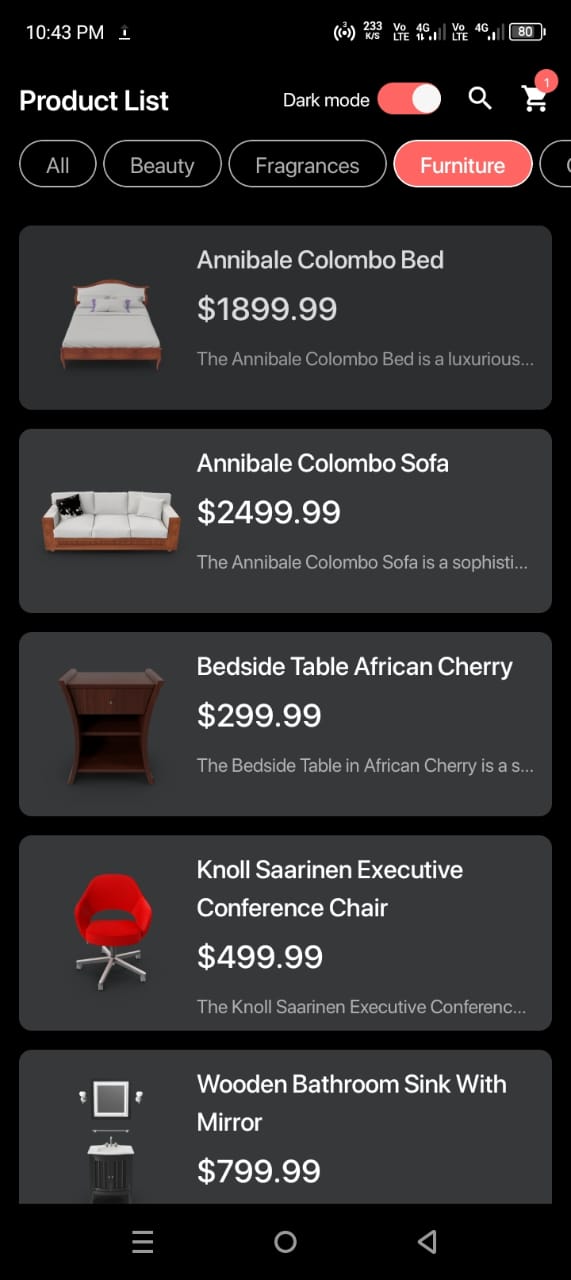 10:43 PM
3 233 K/S Vo LTE 4G Vo LTE 4G 80
Product List
Dark mode
1
All
Beauty
Fragrances
Furniture
Annibale Colombo Bed
$1899.99
The Annibale Colombo Bed is a luxurious...
Annibale Colombo Sofa
$2499.99
The Annibale Colombo Sofa is a sophisti...
Bedside Table African Cherry
$299.99
The Bedside Table in African Cherry is a s...
Knoll Saarinen Executive
Conference Chair
$499.99
The Knoll Saarinen Executive Conferenc...
Wooden Bathroom Sink With
Mirror
$799.99